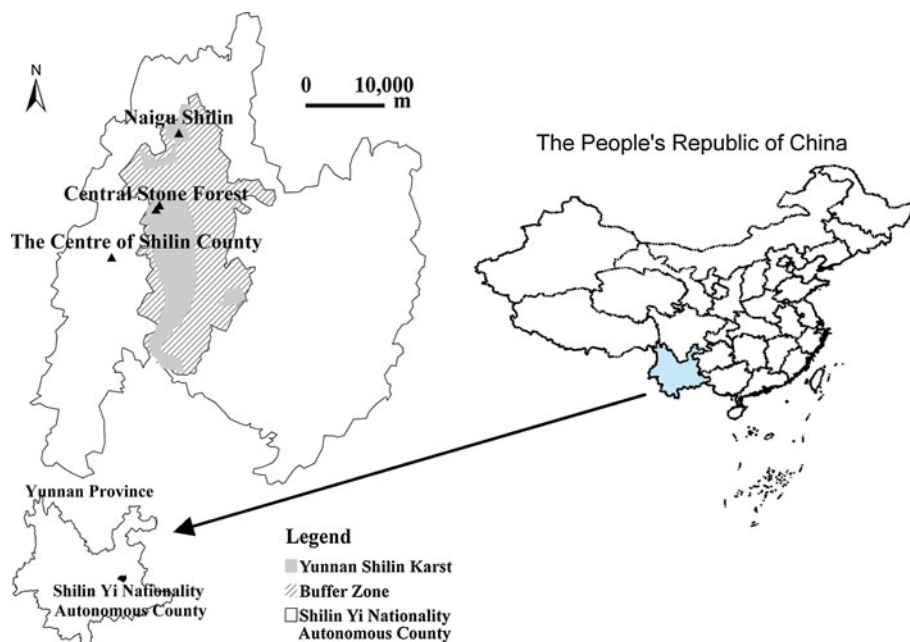 N
0 10,000
m
Naigu Shilin
Central Stone Forest
The Centre of Shilin County
The People's Republic of China
Yunnan Province
Shilin Yi Nationality
Autonomous County
Legend
Yunnan Shilin Karst
Buffer Zone
Shilin Yi Nationality
Autonomous County